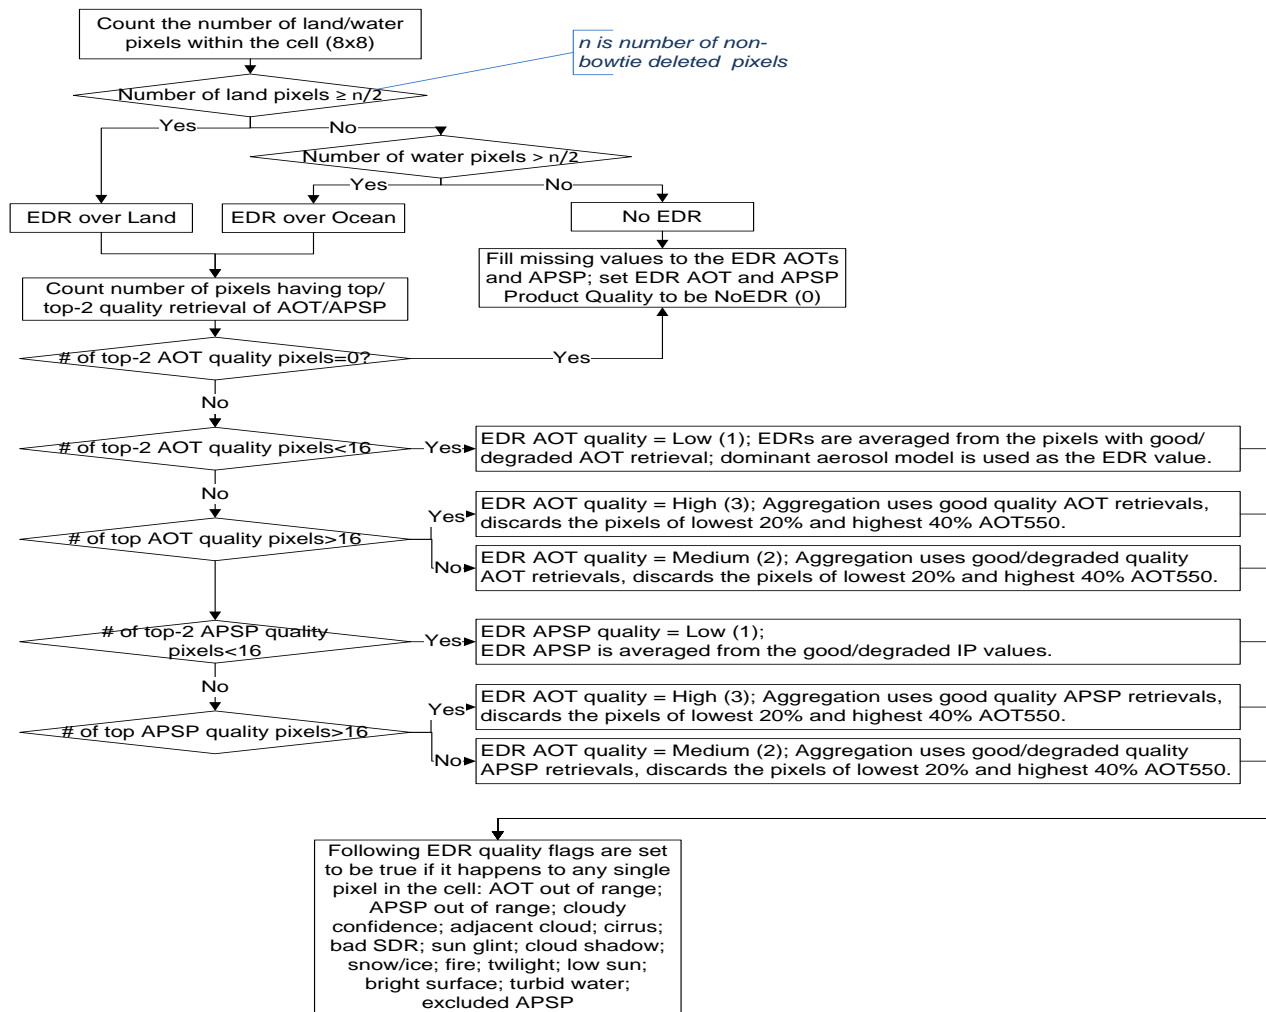 Count the number of land/water
pixels within the cell (8x8)
n is number of non-
bowtie deleted pixels
Number of land pixels ≥ n/2
Yes
No
Number of water pixels > n/2
Yes
No
EDR over Land
EDR over Ocean
No EDR
Fill missing values to the EDR AOTs
and APSP; set EDR AOT and APSP
Product Quality to be NoEDR (0)
Count number of pixels having top/
top-2 quality retrieval of AOT/APSP
# of top-2 AOT quality pixels=0?
Yes
No
# of top-2 AOT quality pixels<16
Yes
EDR AOT quality = Low (1); EDRs are averaged from the pixels with good/
degraded AOT retrieval; dominant aerosol model is used as the EDR value.
No
# of top AOT quality pixels>16
Yes
EDR AOT quality = High (3); Aggregation uses good quality AOT retrievals,
discards the pixels of lowest 20% and highest 40% AOT550.
No
EDR AOT quality = Medium (2); Aggregation uses good/degraded quality
AOT retrievals, discards the pixels of lowest 20% and highest 40% AOT550.
# of top-2 APSP quality
pixels<16
Yes
EDR APSP quality = Low (1);
EDR APSP is averaged from the good/degraded IP values.
No
# of top APSP quality pixels>16
Yes
EDR AOT quality = High (3); Aggregation uses good quality APSP retrievals,
discards the pixels of lowest 20% and highest 40% AOT550.
No
EDR AOT quality = Medium (2); Aggregation uses good/degraded quality
APSP retrievals, discards the pixels of lowest 20% and highest 40% AOT550.
Following EDR quality flags are set
to be true if it happens to any single
pixel in the cell: AOT out of range;
APSP out of range; cloudy
confidence; adjacent cloud; cirrus;
bad SDR; sun glint; cloud shadow;
snow/ice; fire; twilight; low sun;
bright surface; turbid water;
excluded APSP